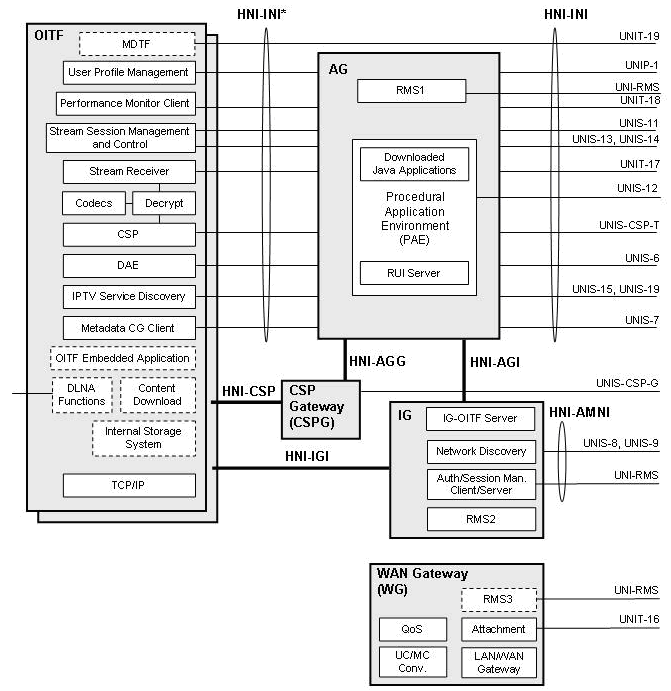 HNI-INI*
HNI-INI
OITF
MDTF
UNIT-19
AG
User Profile Management
UNIP-1
RMS1
UNI-RMS
Performance Monitor Client
UNIT-18
Stream Session Management
and Control
UNIS-11
UNIS-13, UNIS-14
Downloaded
Java Applications
Stream Receiver
UNIT-17
Codecs
Decrypt
Procedural
Application
Environment
(PAE)
UNIS-12
CSP
UNIS-CSP-T
DAE
RUI Server
UNIS-6
IPTV Service Discovery
UNIS-15, UNIS-19
Metadata CG Client
UNIS-7
OITF Embedded Application
HNI-AGG
HNI-AGI
DLNA
Functions
Content
Download
HNI-CSP
CSP
Gateway
(CSPG)
UNIS-CSP-G
Internal Storage
System
IG
IG-OITF Server
HNI-AMNI
Network Discovery
UNIS-8, UNIS-9
HNI-IGI
Auth/Session Man.
Client/Server
UNI-RMS
TCP/IP
RMS2
WAN Gateway
(WG)
RMS3
UNI-RMS
QoS
Attachment
UNIT-16
UC/MC
Conv.
LAN/WAN
Gateway